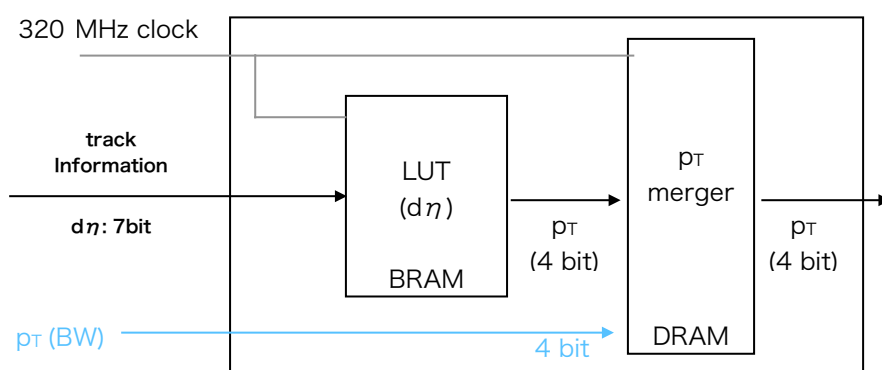 320 MHz clock
track
Information
dη: 7bit
LUT
(dη)
BRAM
pT
(4 bit)
pT
merger
DRAM
pT
(4 bit)
pT (BW)
4 bit